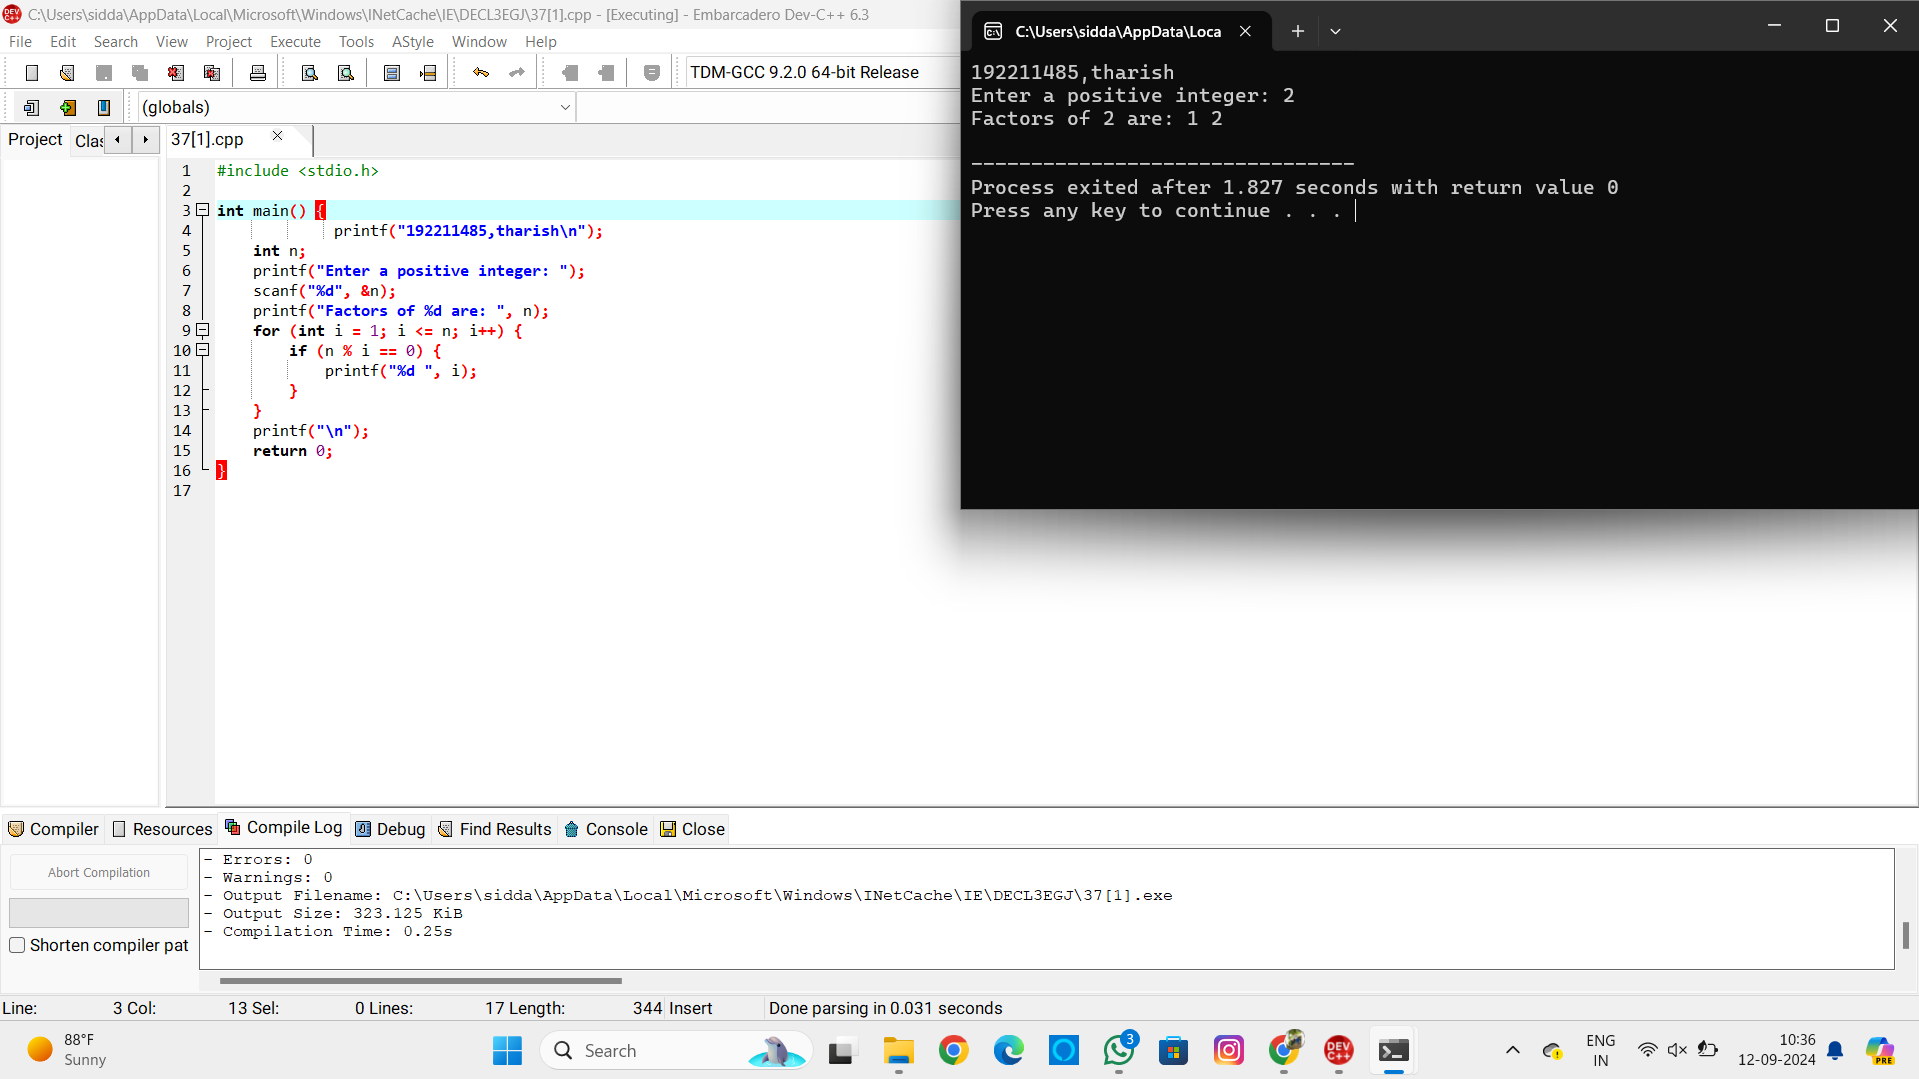 C:\Users\sidda\AppData\Local\Microsoft\Windows\INetCache\IE\DECL3EGJ\37[1].cpp - [Executing] - Embarcadero Dev-C++ 6.3
File Edit Search View Project Execute Tools AStyle Window Help
TDM-GCC 9.2.0 64-bit Release
(globals)
Project Clas
37[1].cpp
1 #include <stdio.h>
2
3 int main() {
4 printf("192211485,tharish\n");
5 int n;
6 printf("Enter a positive integer: ");
7 scanf("%d", &n);
8 printf("Factors of %d are: ", n);
9 for (int i = 1; i <= n; i++) {
10 if (n % i == 0) {
11 printf("%d ", i);
12 }
13 }
14 printf("\n");
15 return 0;
16 }
17
C:\Users\sidda\AppData\Loca
192211485,tharish
Enter a positive integer: 2
Factors of 2 are: 1 2
--------------------------------
Process exited after 1.827 seconds with return value 0
Press any key to continue . . .
Compiler Resources Compile Log Debug Find Results Console Close
Abort Compilation
Shorten compiler pat
- Errors: 0
- Warnings: 0
- Output Filename: C:\Users\sidda\AppData\Local\Microsoft\Windows\INetCache\IE\DECL3EGJ\37[1].exe
- Output Size: 323.125 KiB
- Compilation Time: 0.25s
Line: 3 Col: 13 Sel: 0 Lines: 17 Length: 344 Insert Done parsing in 0.031 seconds
88°F
Sunny
Search
3
DEV
C++
ENG
IN
10:36
12-09-2024
PRE